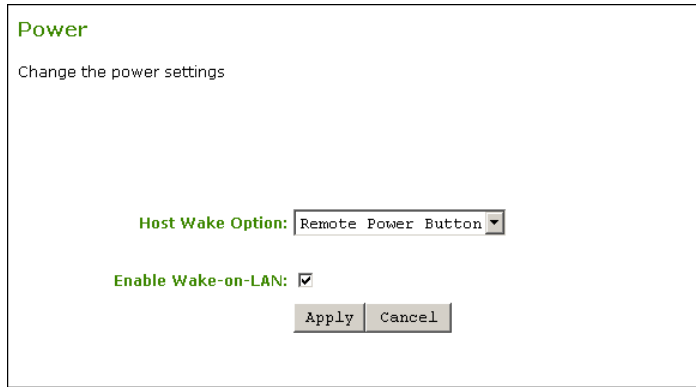 Power
Change the power settings
Host Wake Option: Remote Power Button
Enable Wake-on-LAN:
Apply Cancel